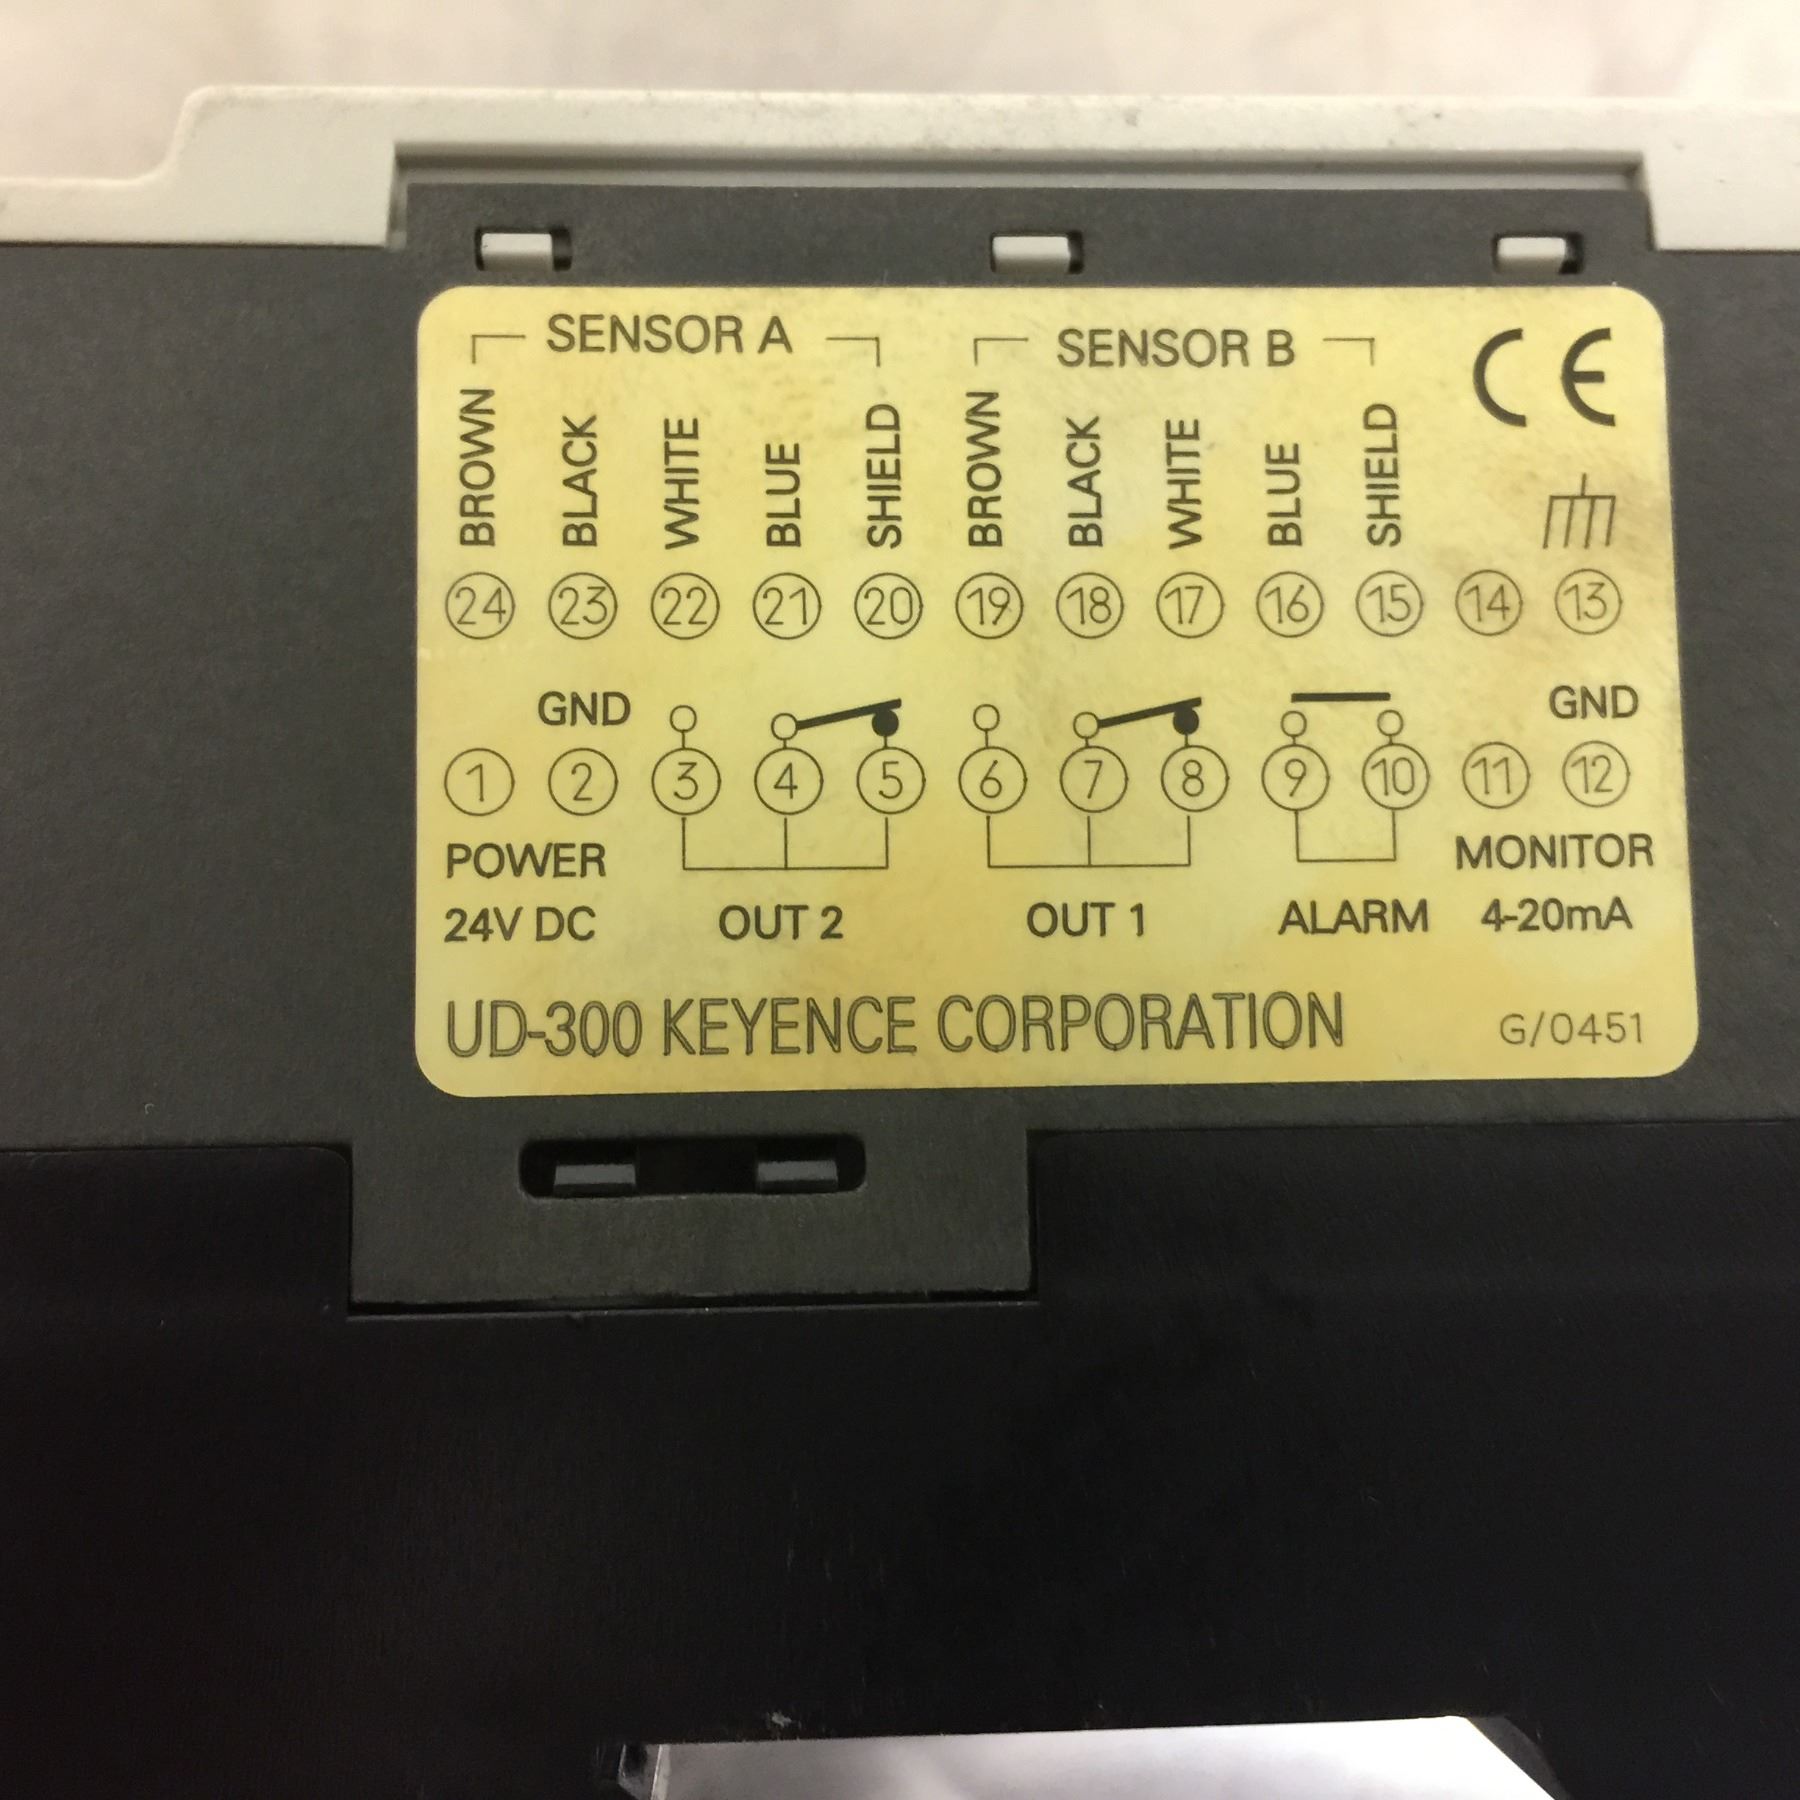 SENSOR A SENSOR B CE
BROWN BLACK WHITE BLUE SHIELD BROWN BLACK WHITE BLUE SHIELD
24 23 22 21 20 19 18 17 16 15 14 13
GND GND
1 2 3 4 5 6 7 8 9 10 11 12
POWER MONITOR
24V DC OUT 2 OUT 1 ALARM 4-20mA
UD-300 KEYENCE CORPORATION G/0451